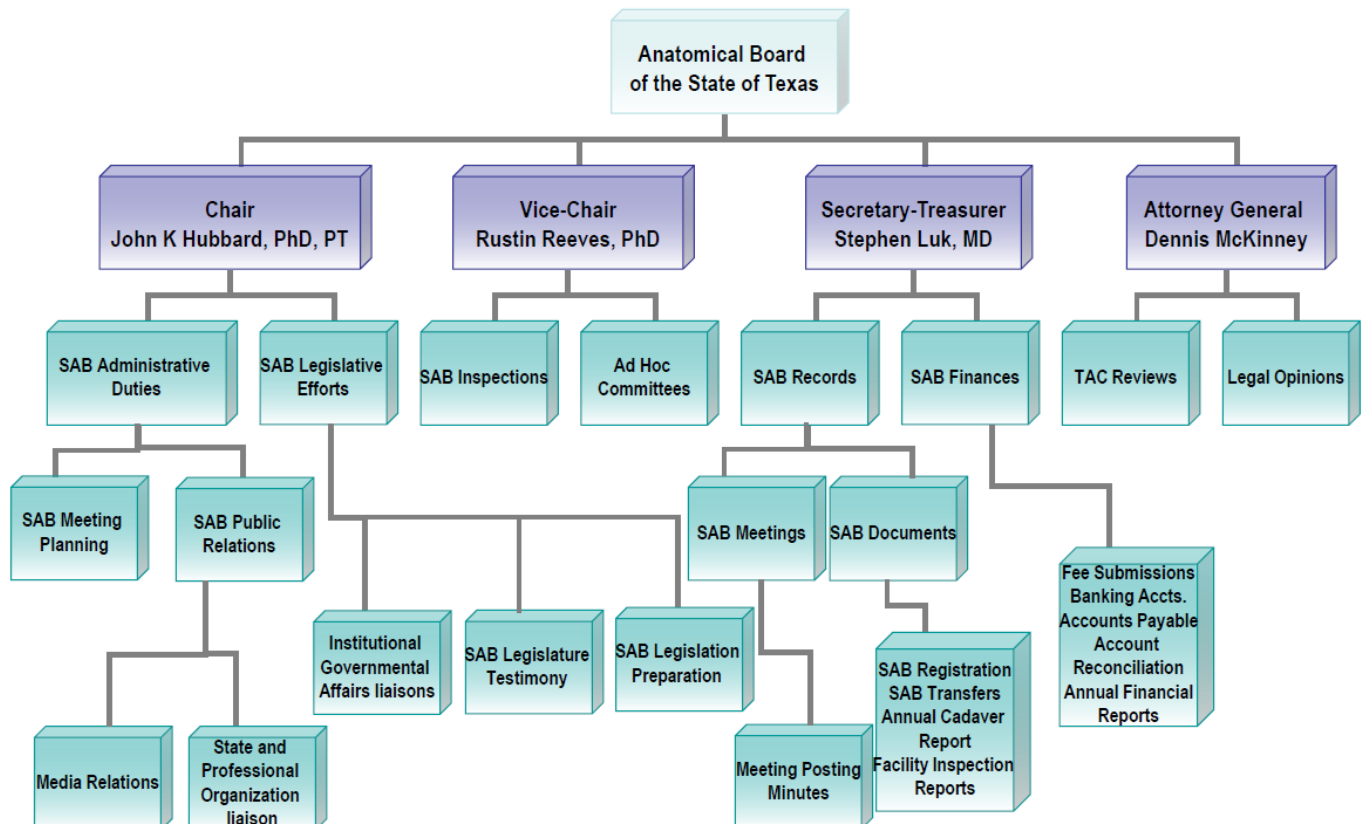 Anatomical Board
of the State of Texas
Chair
John K Hubbard, PhD, PT
Vice-Chair
Rustin Reeves, PhD
Secretary-Treasurer
Stephen Luk, MD
Attorney General
Dennis McKinney
SAB Administrative
Duties
SAB Legislative
Efforts
SAB Inspections
Ad Hoc
Committees
SAB Records
SAB Finances
TAC Reviews
Legal Opinions
SAB Meeting
Planning
SAB Public
Relations
SAB Meetings
SAB Documents
Fee Submissions
Banking Accts.
Accounts Payable
Account
Reconciliation
Annual Financial
Reports
Institutional
Governmental
Affairs liaisons
SAB Legislature
Testimony
SAB Legislation
Preparation
SAB Registration
SAB Transfers
Annual Cadaver
Report
Facility Inspection
Reports
Media Relations
State and
Professional
Organization
liaison
Meeting Posting
Minutes